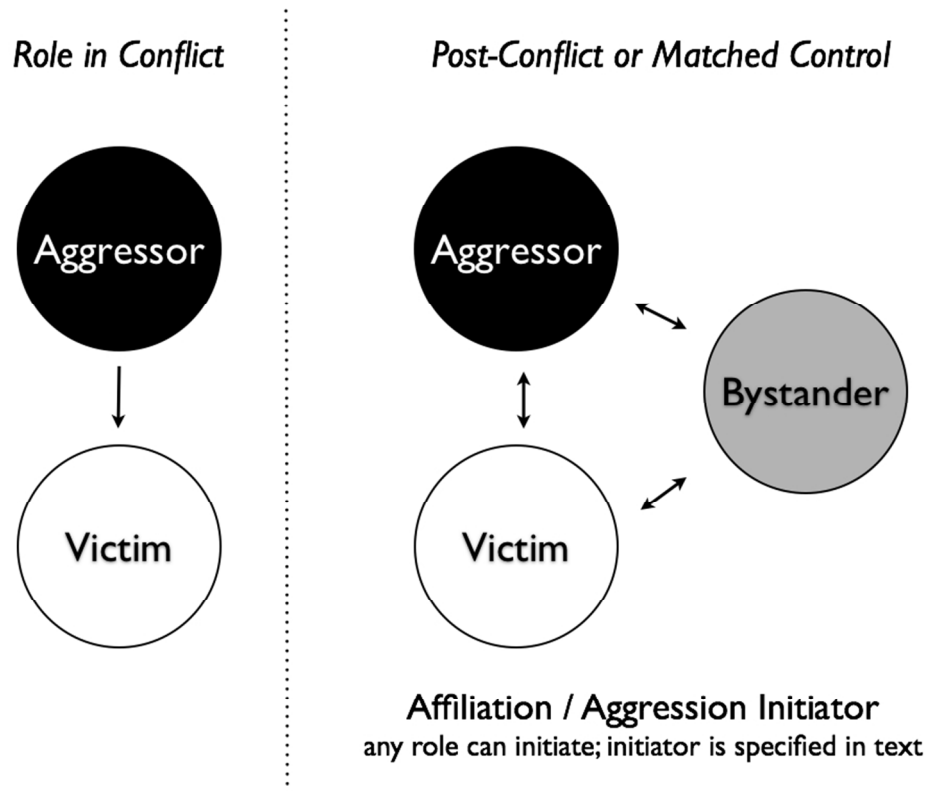 Role in Conflict
Post-Conflict or Matched Control
Aggressor
Aggressor
Bystander
Victim
Victim
Affiliation / Aggression Initiator
any role can initiate; initiator is specified in text